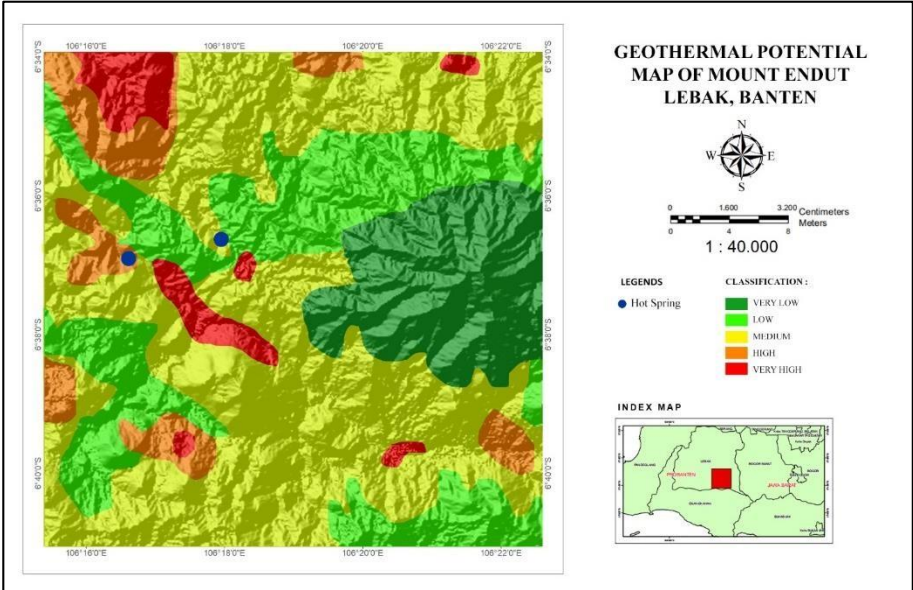 GEOTHERMAL POTENTIAL
MAP OF MOUNT ENDUT
LEBAK, BANTEN
N
W E
S
0 1.600 3.200 Centimeters
Meters
0 4 8
1 : 40.000
LEGENDS
Hot Spring
CLASSIFICATION :
VERY LOW
LOW
MEDIUM
HIGH
VERY HIGH
INDEX MAP
106°16'0"E 106°18'0"E 106°20'0"E 106°22'0"E
6°34'0"S 6°34'0"S
6°36'0"S 6°36'0"S
6°38'0"S 6°38'0"S
6°40'0"S 6°40'0"S
106°16'0"E 106°18'0"E 106°20'0"E 106°22'0"E